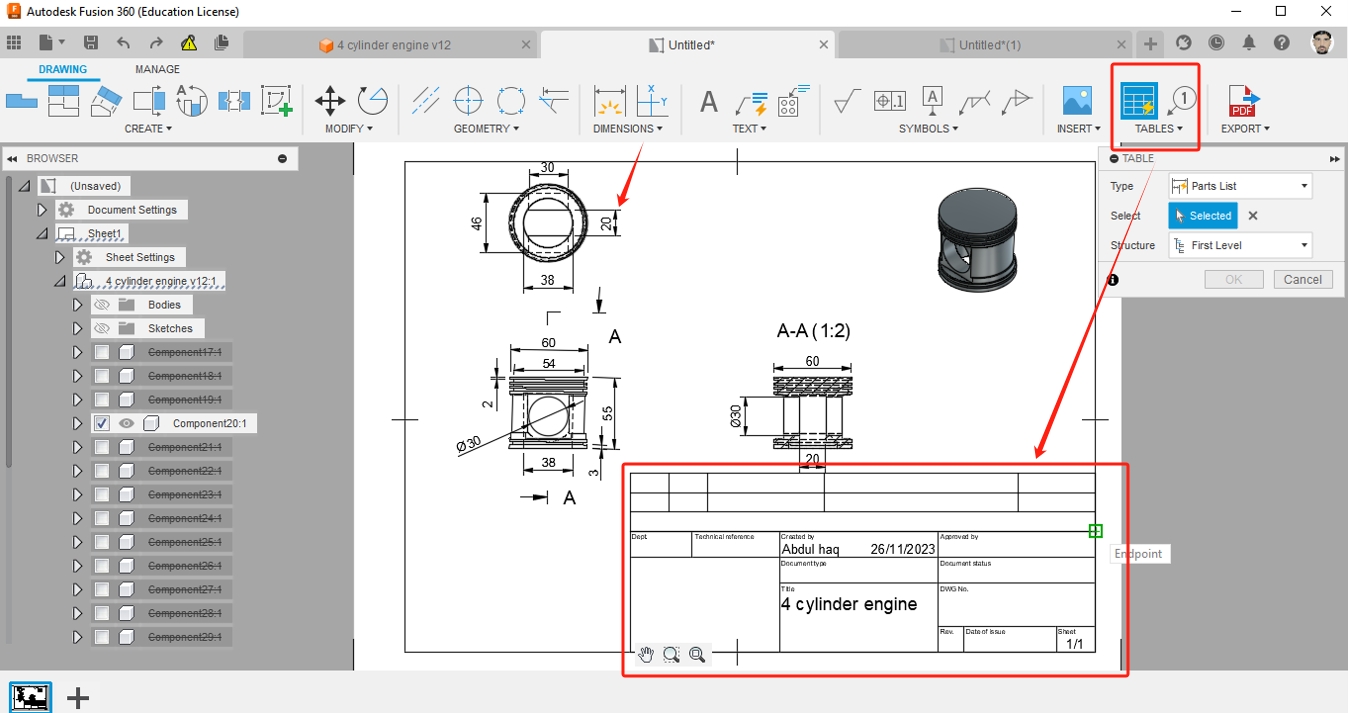 Autodesk Fusion 360 (Education License)
4 cylinder engine v12
Untitled*
Untitled*(1)
DRAWING MANAGE
CREATE MODIFY GEOMETRY DIMENSIONS TEXT SYMBOLS INSERT TABLES EXPORT
A
X
Y
A
.1
A
1
PDF
BROWSER
(Unsaved)
Document Settings
Sheet1
Sheet Settings
4 cylinder engine v12:1
Bodies
Sketches
Component17:1
Component18:1
Component19:1
Component20:1
Component21:1
Component22:1
Component23:1
Component24:1
Component25:1
Component26:1
Component27:1
Component28:1
Component29:1
TABLE
Type Parts List
Select Selected
Structure First Level
OK Cancel
30
46
20
38
A
60
54
2
55
Ø30
38
3
A
A-A (1:2)
60
Ø30
20
Dept. Technical reference Created by Approved by
Abdul haq 26/11/2023
Document type Document status
Title DWG No.
4 cylinder engine
Rev. Date of issue Sheet
1/1
Endpoint